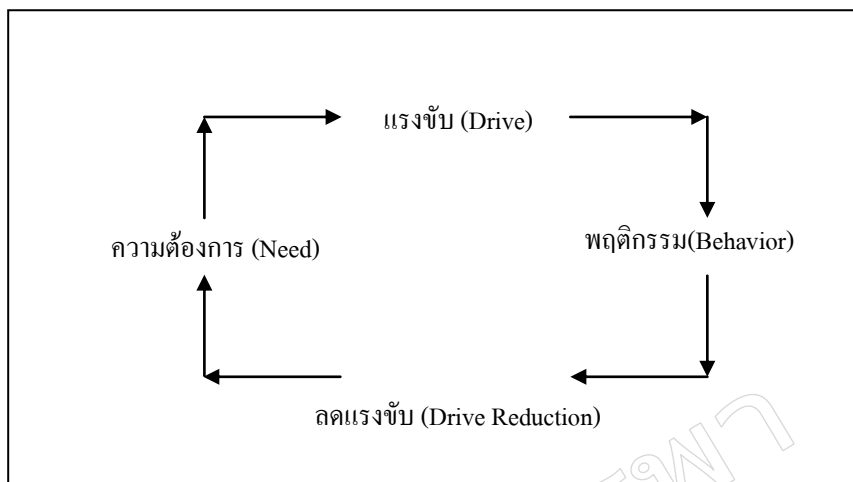 แรงขับ (Drive)
ความต้องการ (Need)
พฤติกรรม(Behavior)
ลดแรงขับ (Drive Reduction)